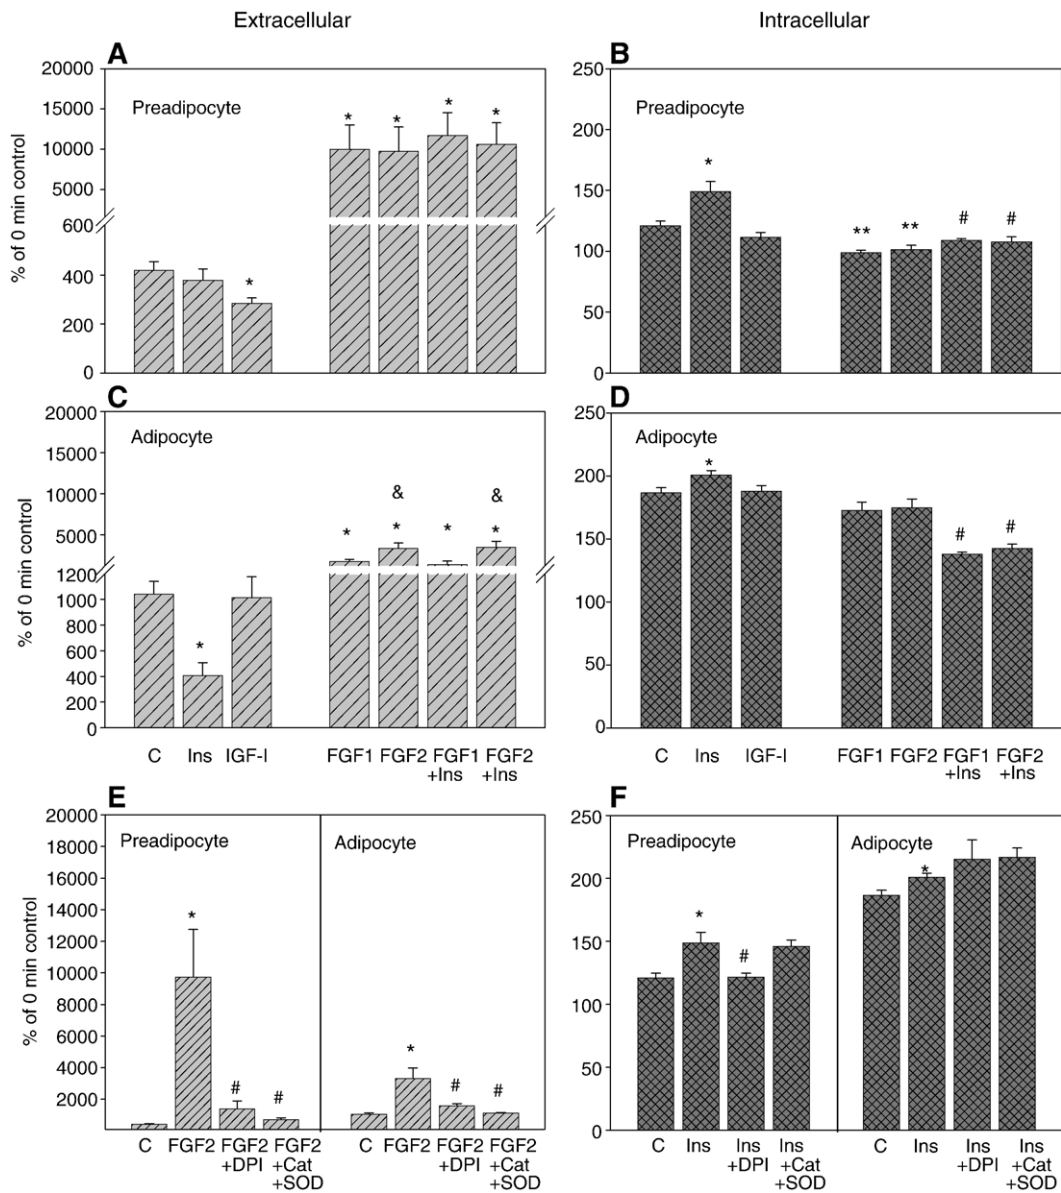 Extracellular
Intracellular
A
% of 0 min control
20000
15000
10000
5000
600
400
200
0
Preadipocyte
* * * * *
B
250
200
150
100
50
0
Preadipocyte
* ** ** # #
C
% of 0 min control
20000
15000
10000
5000
1200
1000
800
600
400
200
0
Adipocyte
& &
* * * * *
C Ins IGF-I FGF1 FGF2 FGF1 FGF2
+Ins +Ins
D
250
200
150
100
50
0
Adipocyte
* # #
C Ins IGF-I FGF1 FGF2 FGF1 FGF2
+Ins +Ins
E
% of 0 min control
20000
18000
16000
14000
12000
10000
8000
6000
4000
2000
Preadipocyte
* # #
Adipocyte
* # #
C FGF2 FGF2 FGF2 C FGF2 FGF2 FGF2
+DPI +Cat +DPI +Cat
+SOD +SOD
F
250
200
150
100
50
0
Preadipocyte
* #
Adipocyte
*
C Ins Ins Ins C Ins Ins Ins
+DPI +Cat +DPI +Cat
+SOD +SOD